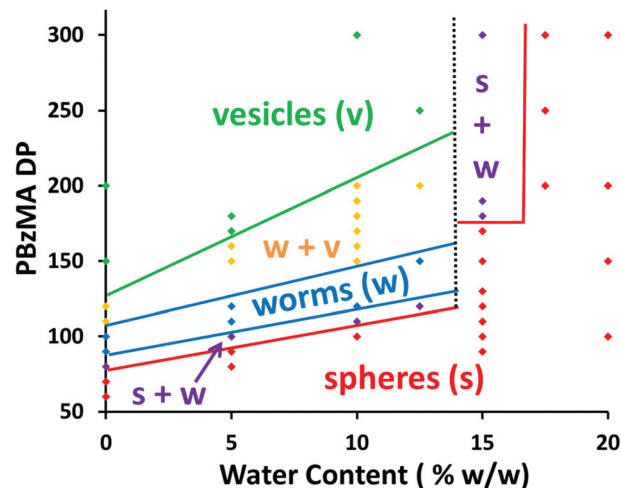 300
250
200
150
100
50
PBzMA DP
vesicles (v)
s
+
w
w + v
worms (w)
s + w
spheres (s)
0
5
10
15
20
Water Content ( % w/w)